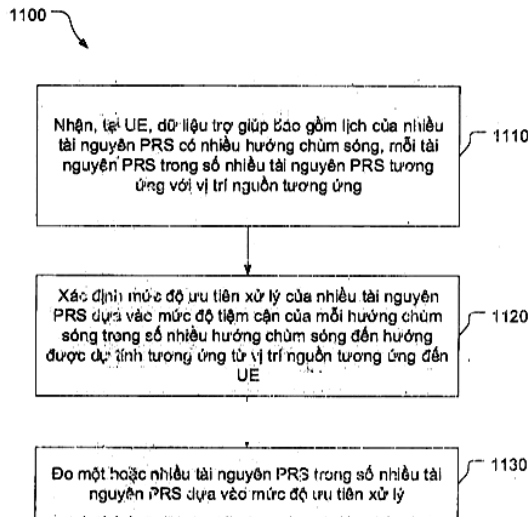 1100
Nhận, tại UE, dữ liệu trợ giúp bao gồm lịch của nhiều
tài nguyên PRS có nhiều hướng chùm sóng, mỗi tài
nguyên PRS trong số nhiều tài nguyên PRS tương
ứng với vị trí nguồn tương ứng
1110
Xác định mức độ ưu tiên xử lý của nhiều tài nguyên
PRS dựa vào mức độ tiệm cận của mỗi hướng chùm
sóng trong số nhiều hướng chùm sóng đến hướng
được dự tính tương ứng từ vị trí nguồn tương ứng đến
UE
1120
Đo một hoặc nhiều tài nguyên PRS trong số nhiều tài
nguyên PRS dựa vào mức độ ưu tiên xử lý
1130